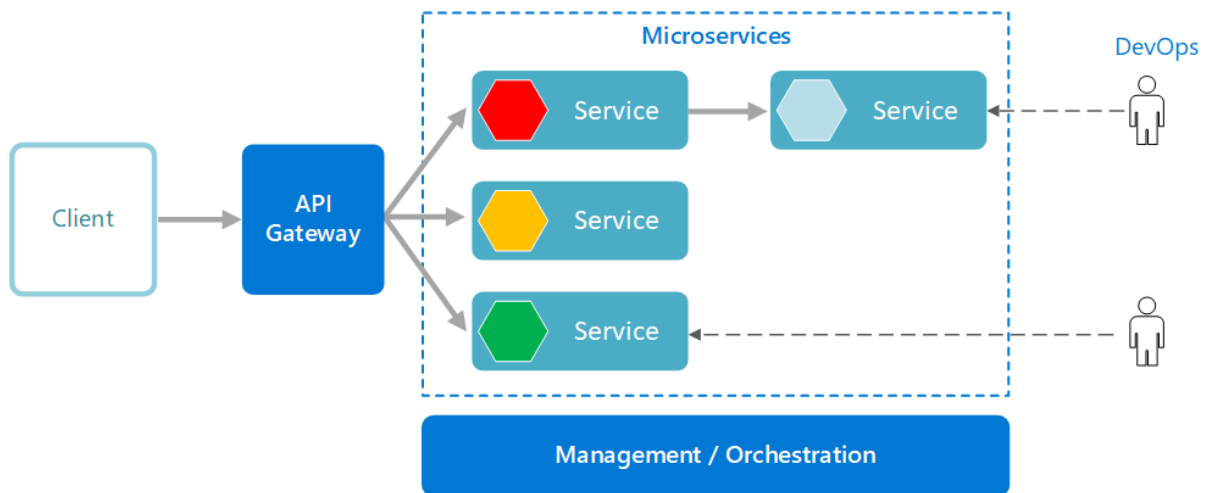 Microservices
DevOps
Service
Service
Client
API
Gateway
Service
Service
Management / Orchestration